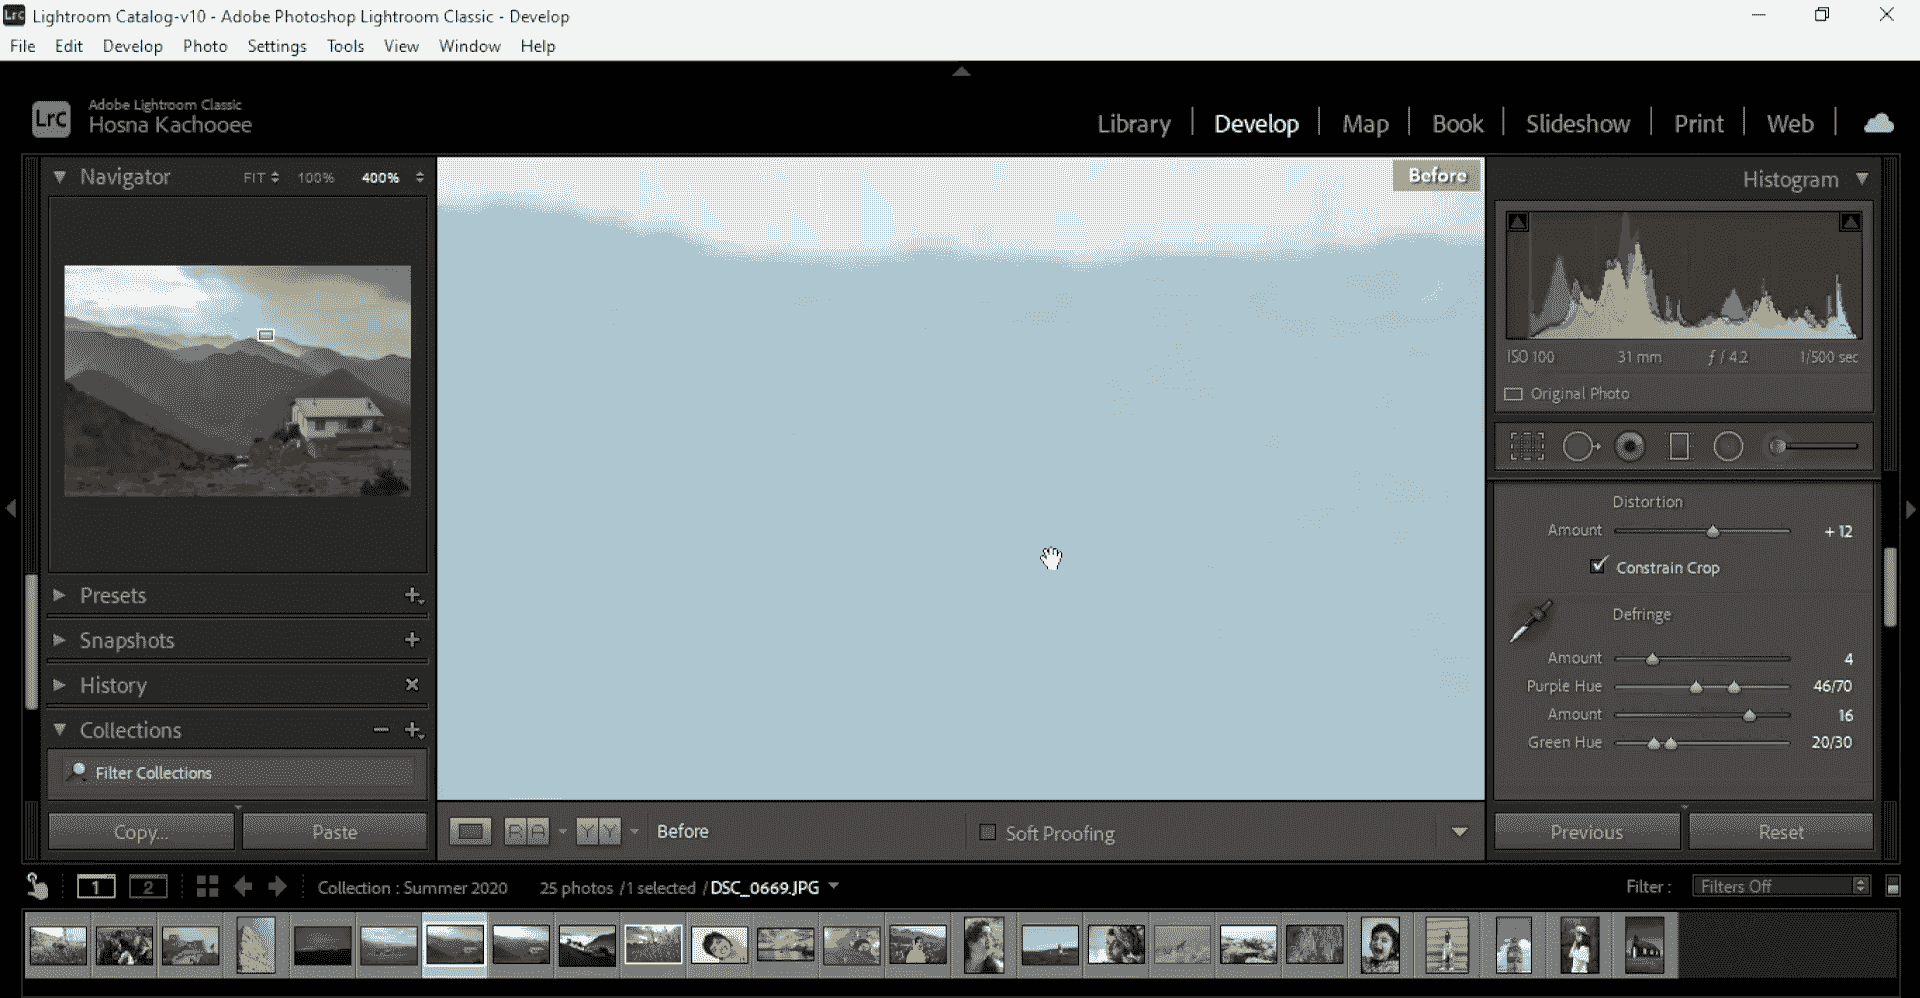 Lrc Lightroom Catalog-v10 - Adobe Photoshop Lightroom Classic - Develop
File Edit Develop Photo Settings Tools View Window Help
Lrc
Adobe Lightroom Classic
Hosna Kachooee
Library | Develop | Map | Book | Slideshow | Print | Web |
Navigator FIT 100% 400%
Before
Histogram
ISO 100 31 mm ƒ / 4.2 1/500 sec
Original Photo
Distortion
Amount +12
Constrain Crop
Defringe
Amount 4
Purple Hue 46/70
Amount 16
Green Hue 20/30
Presets
Snapshots
History
Collections
Filter Collections
Copy... Paste
R A Y Y Before
Soft Proofing
Previous Reset
1 2
Collection : Summer 2020 25 photos / 1 selected / DSC_0669.JPG
Filter : Filters Off